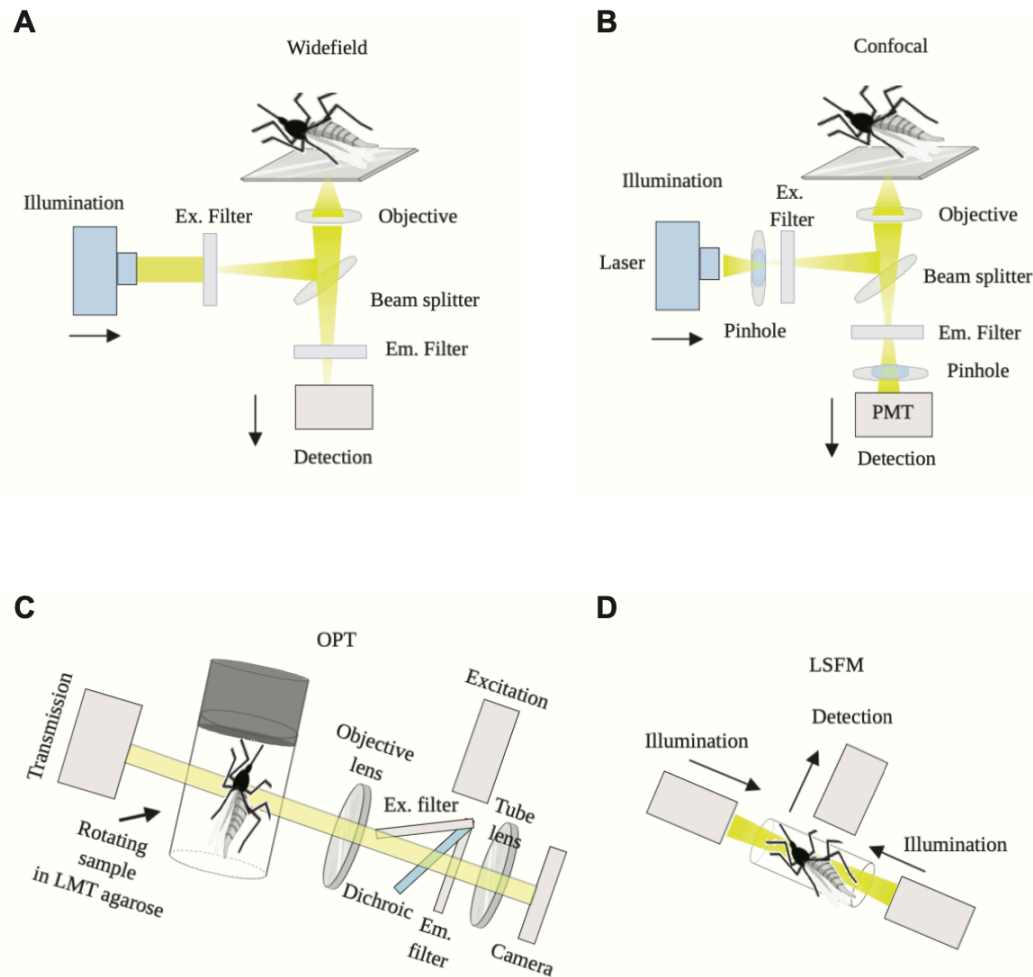 A
Widefield
Illumination
Ex. Filter
Objective
Beam splitter
Em. Filter
Detection
B
Confocal
Illumination
Ex.
Filter
Objective
Laser
Beam splitter
Pinhole
Em. Filter
Pinhole
PMT
Detection
C
OPT
Transmission
Rotating
sample
in LMT agarose
Objective
lens
Excitation
Ex. filter
Tube
lens
Dichroic
Em.
filter
Camera
D
LSFM
Detection
Illumination
Illumination